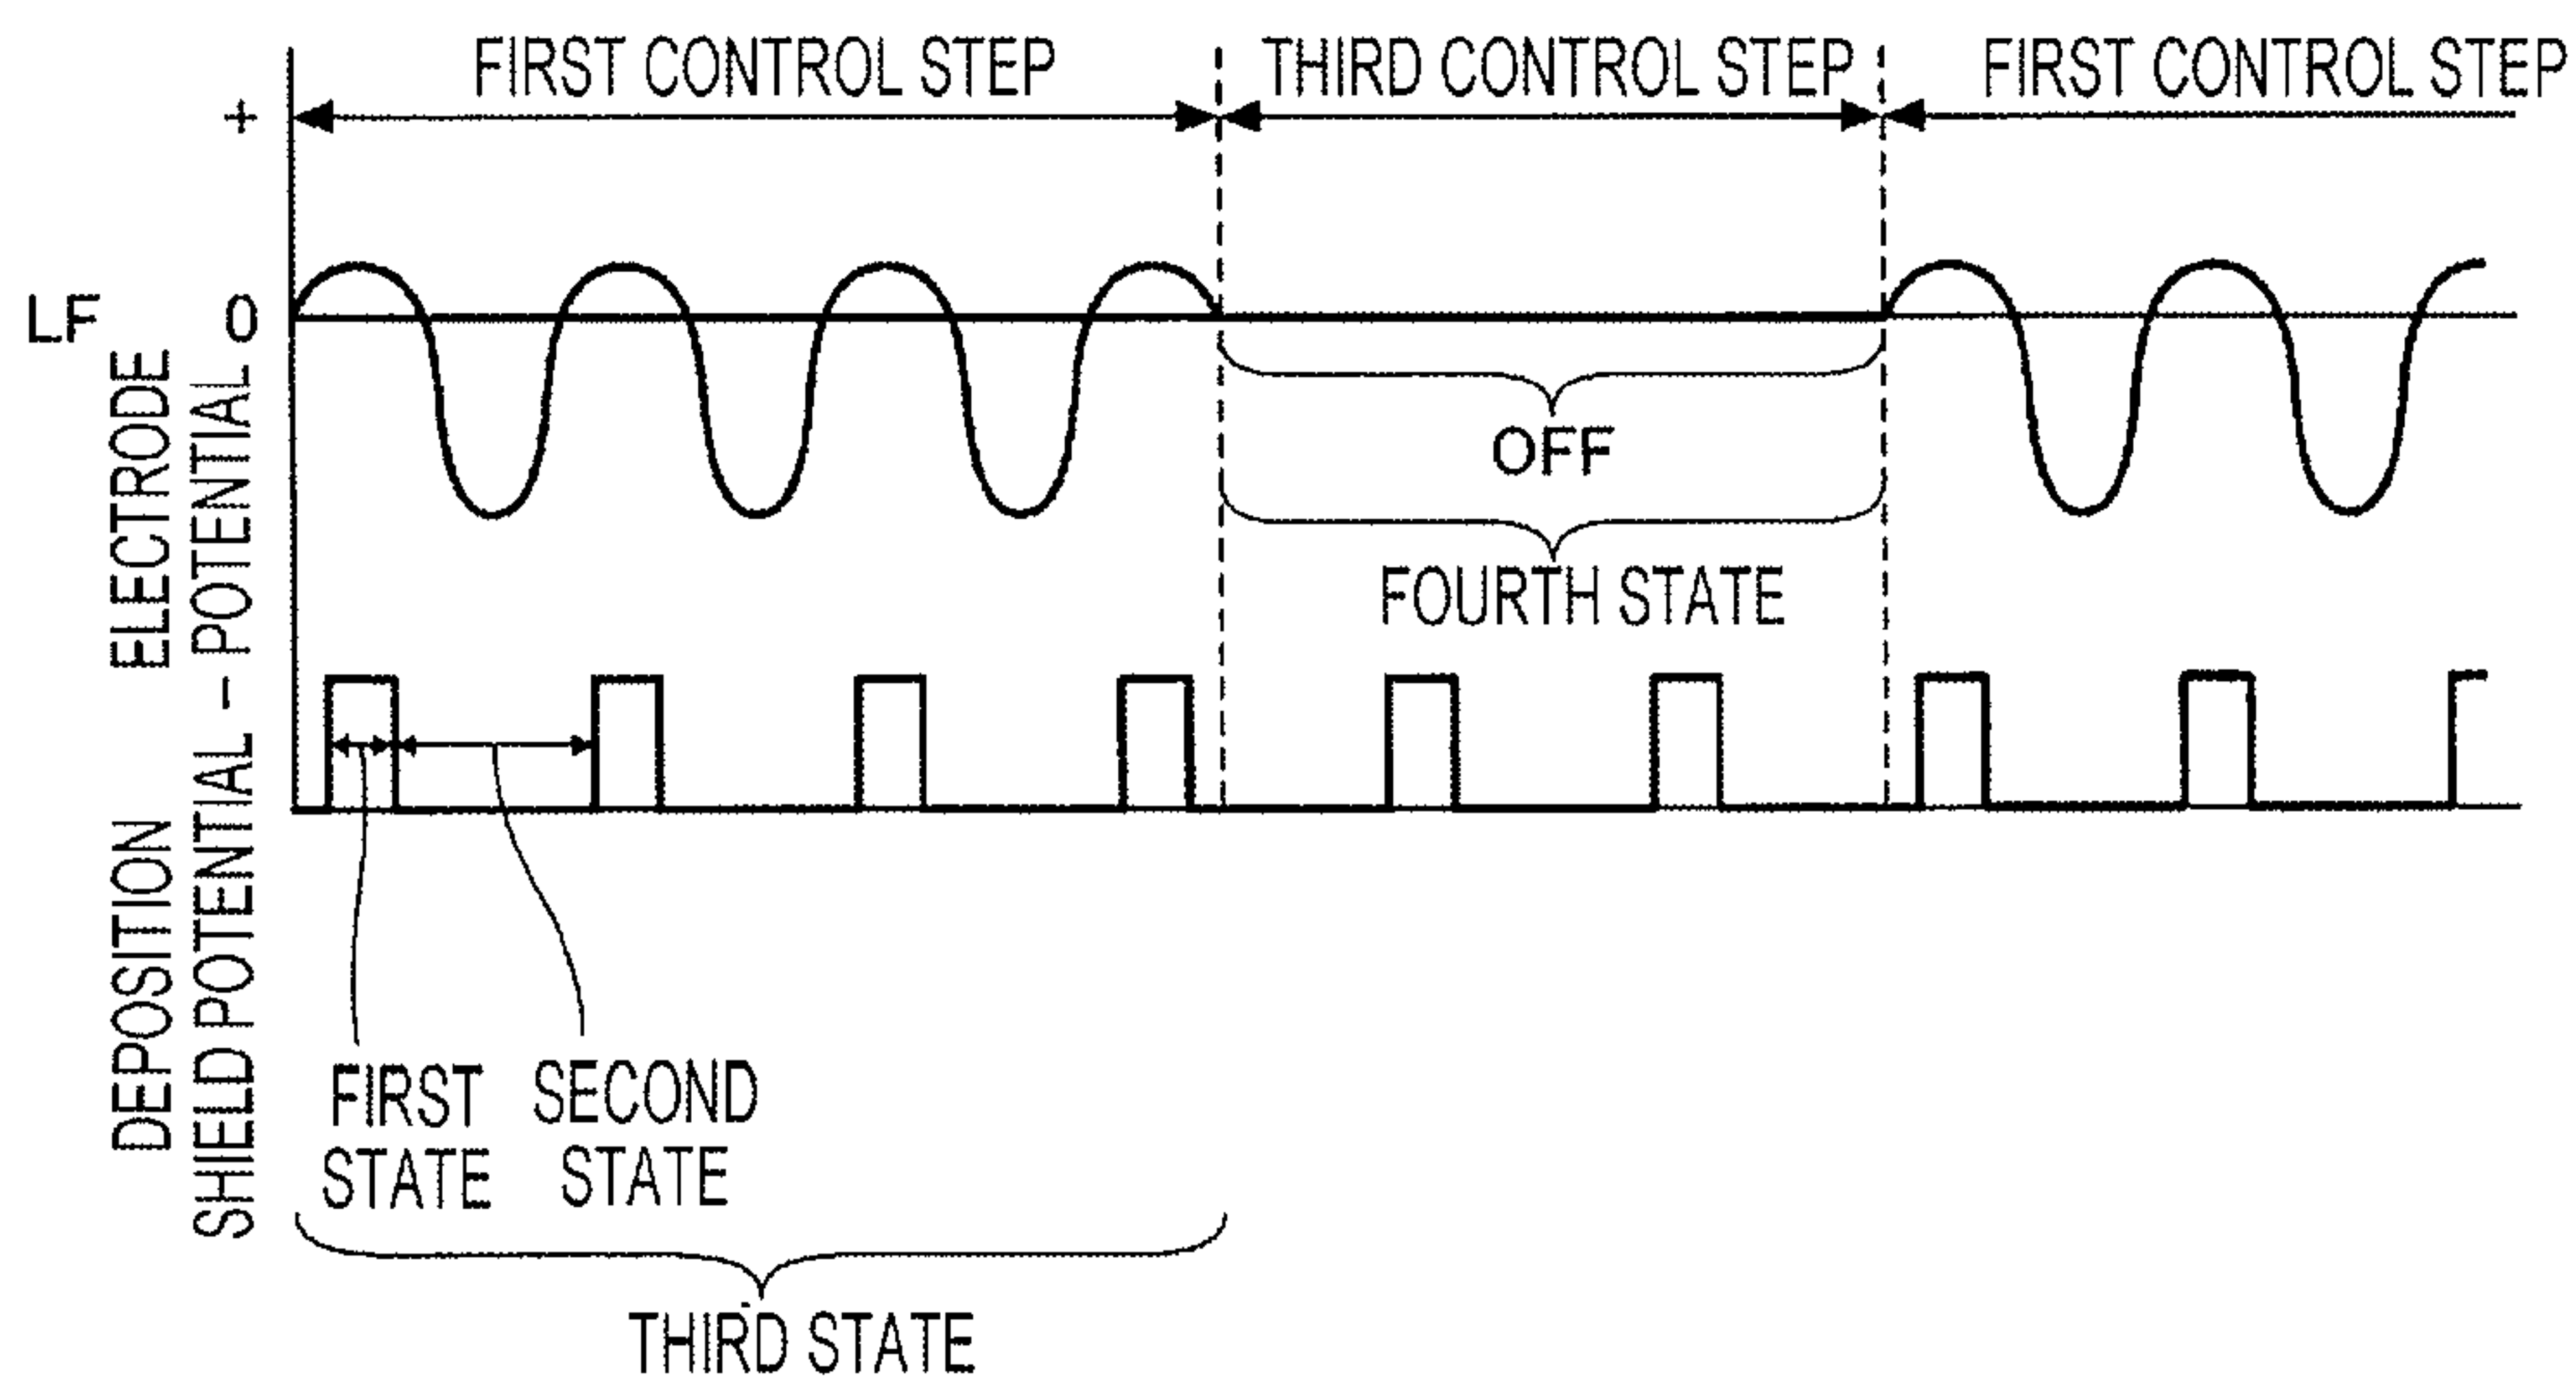 FIRST CONTROL STEP
THIRD CONTROL STEP
FIRST CONTROL STEP
+
LF
0
ELECTRODE
POTENTIAL
–
OFF
FOURTH STATE
DEPOSITION
SHIELD POTENTIAL
FIRST
STATE
SECOND
STATE
THIRD STATE